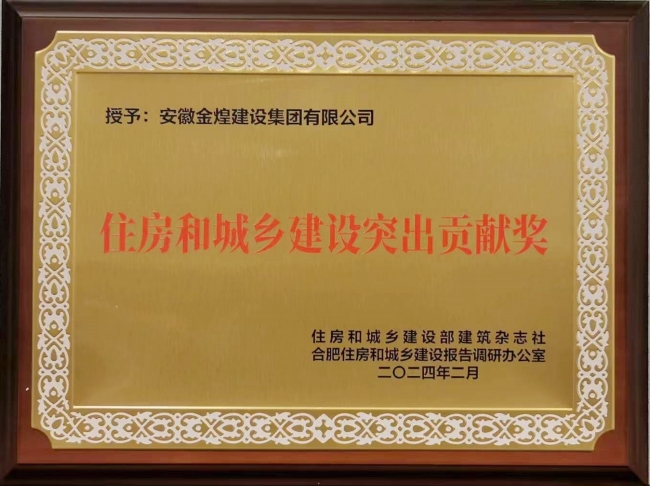 授予：安徽金煌建设集团有限公司
住房和城乡建设突出贡献奖
住房和城乡建设部建筑杂志社
合肥住房和城乡建设报告调研办公室
二〇二四年二月